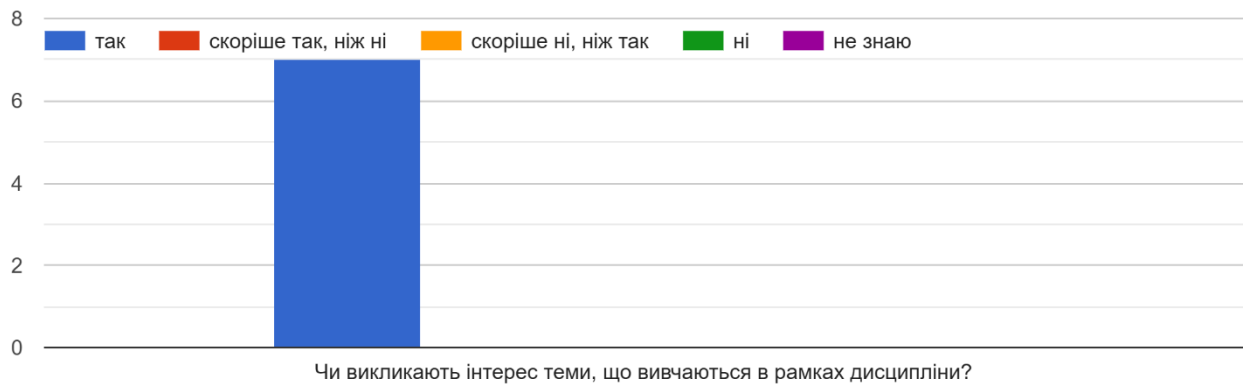 8
так скоріше так, ніж ні скоріше ні, ніж так ні не знаю
6
4
2
0
Чи викликають інтерес теми, що вивчаються в рамках дисципліни?